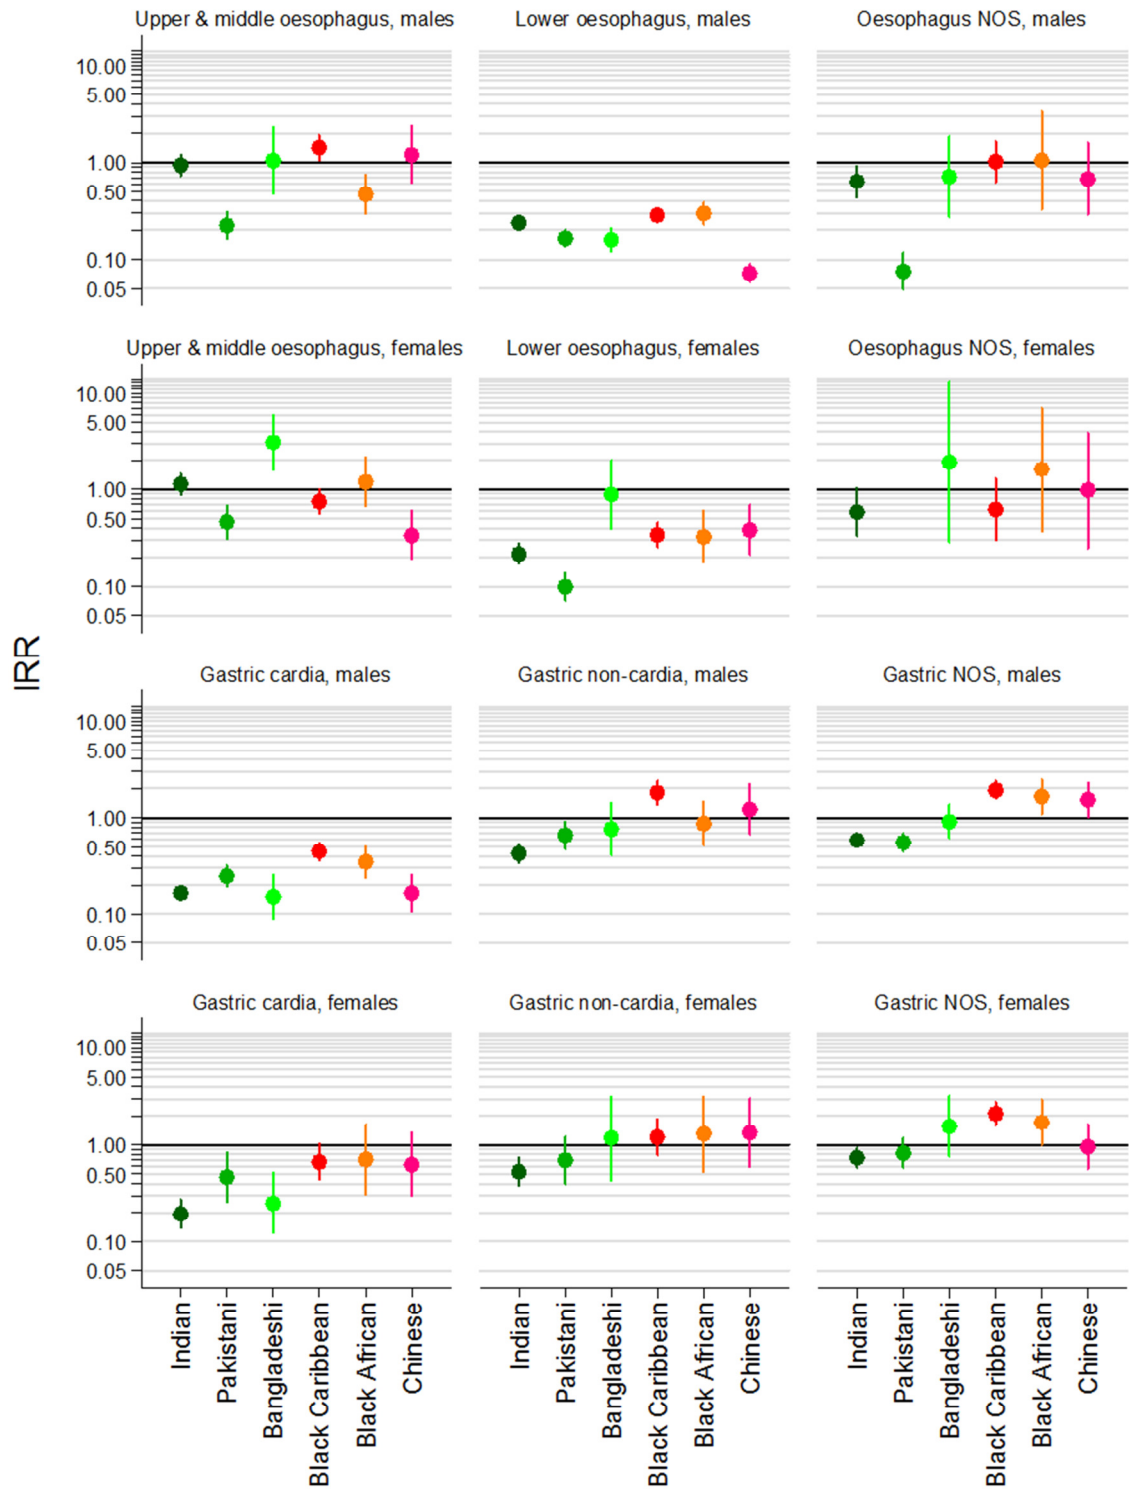 Upper & middle oesophagus, males
Lower oesophagus, males
Oesophagus NOS, males
10.00
5.00
1.00
0.50
0.10
0.05
Upper & middle oesophagus, females
Lower oesophagus, females
Oesophagus NOS, females
10.00
5.00
1.00
0.50
0.10
0.05
IRR
Gastric cardia, males
Gastric non-cardia, males
Gastric NOS, males
10.00
5.00
1.00
0.50
0.10
0.05
Gastric cardia, females
Gastric non-cardia, females
Gastric NOS, females
10.00
5.00
1.00
0.50
0.10
0.05
Indian
Pakistani
Bangladeshi
Black Caribbean
Black African
Chinese
Indian
Pakistani
Bangladeshi
Black Caribbean
Black African
Chinese
Indian
Pakistani
Bangladeshi
Black Caribbean
Black African
Chinese